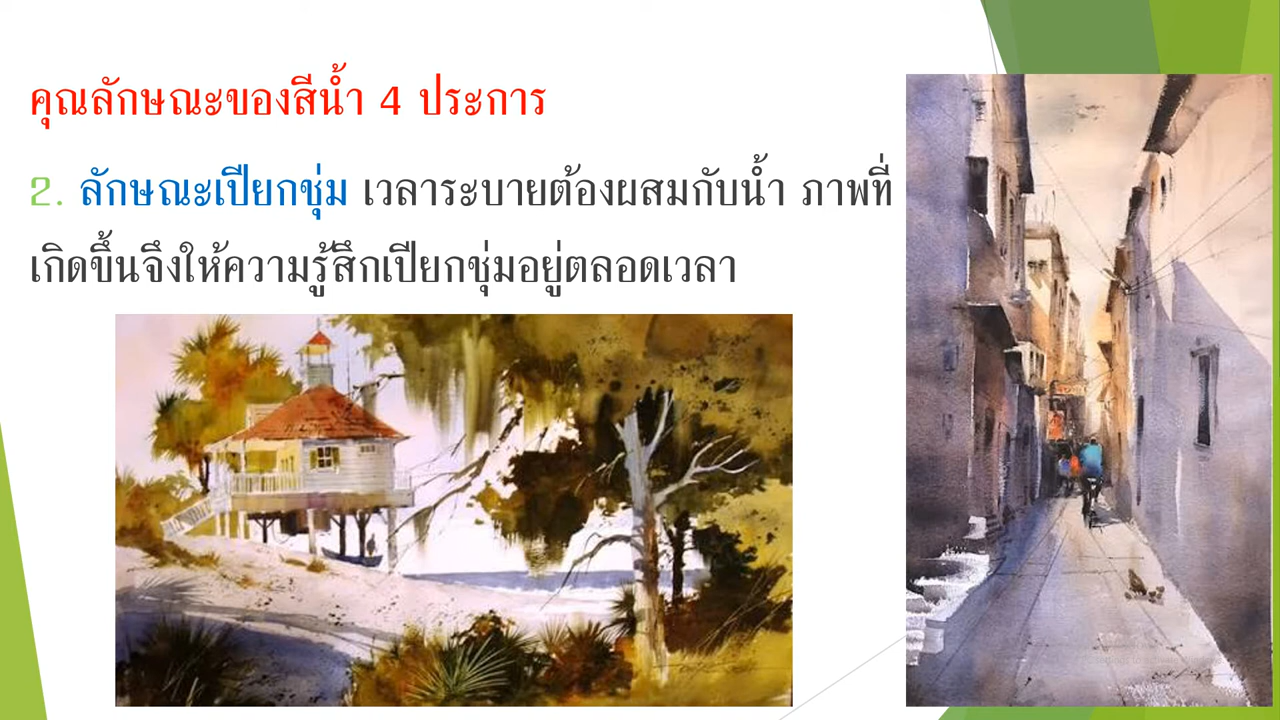 คุณลักษณะของสีน้ำ 4 ประการ
2. ลักษณะเปียกชุ่ม เวลาระบายต้องผสมกับน้ำ ภาพที่
เกิดขึ้นจึงให้ความรู้สึกเปียกชุ่มอยู่ตลอดเวลา